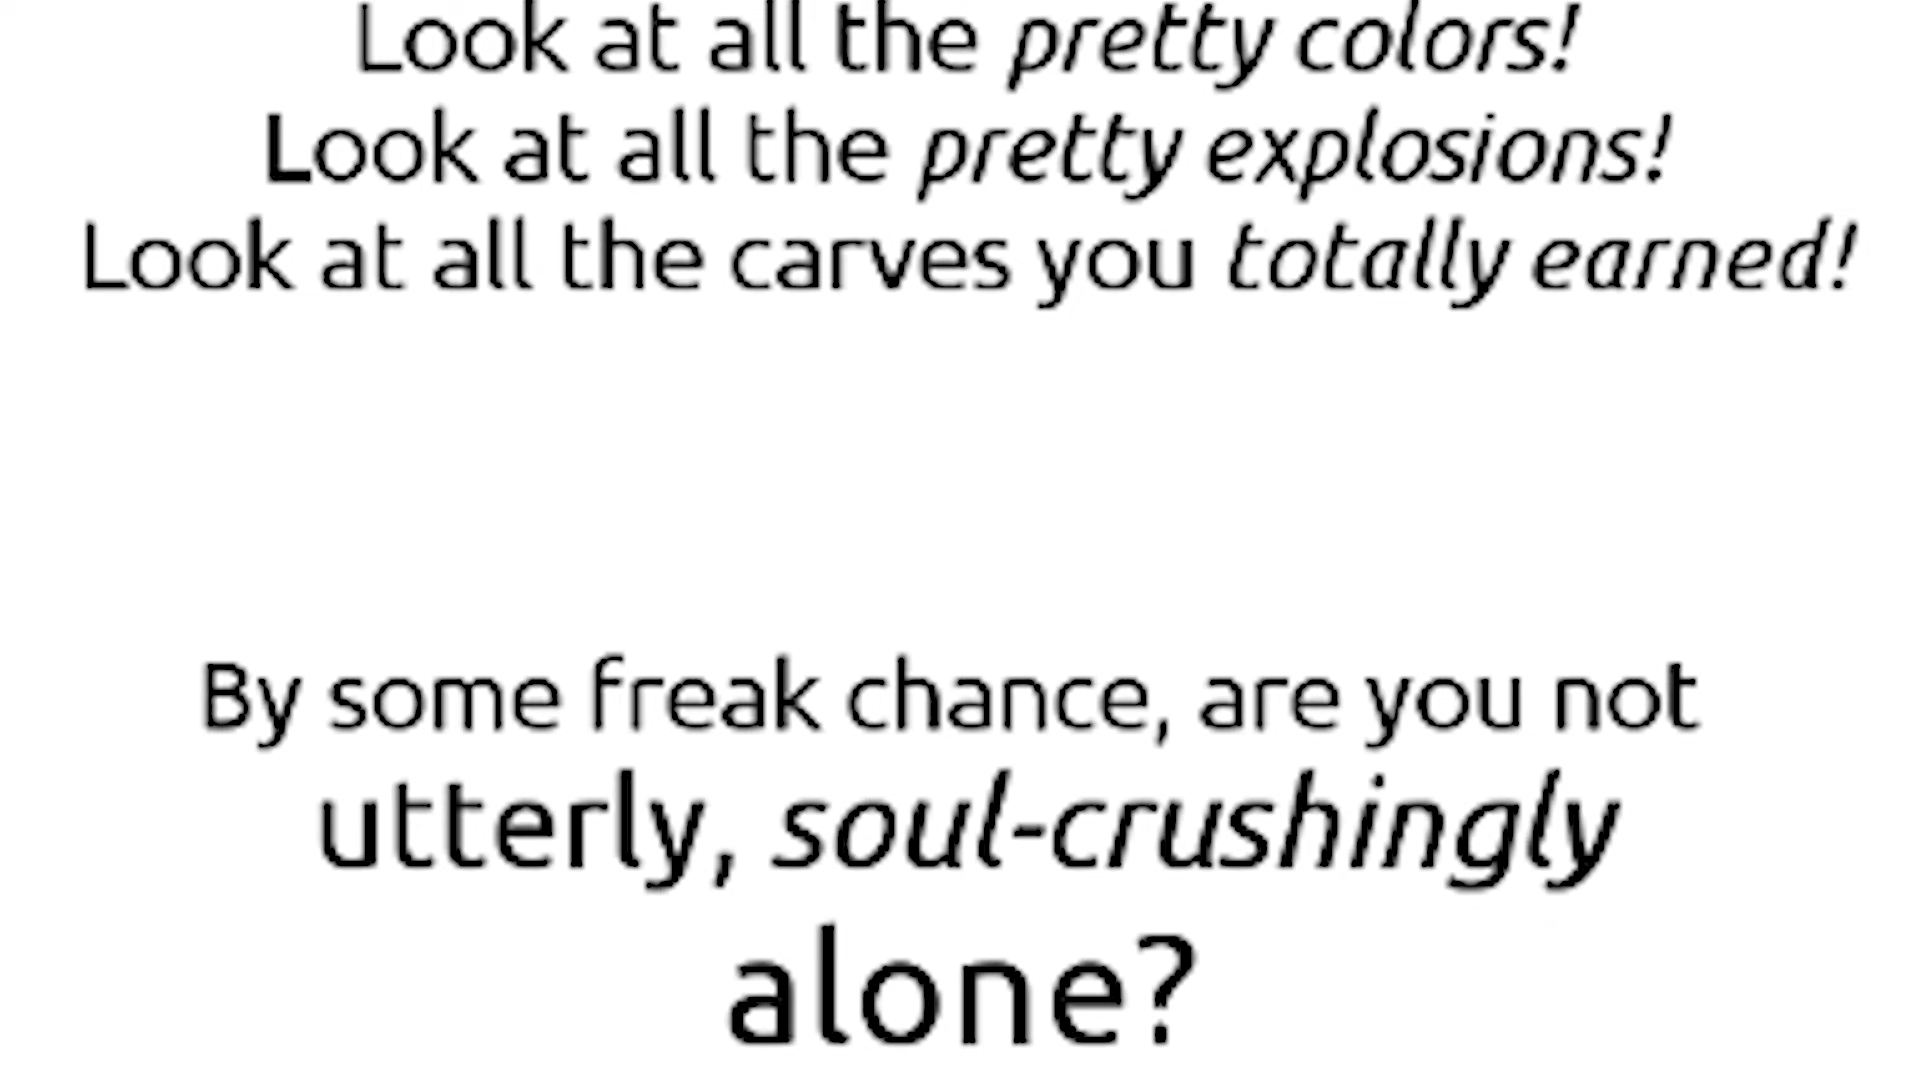 Look at all the pretty colors!
Look at all the pretty explosions!
Look at all the carves you totally earned!
By some freak chance, are you not
utterly, soul-crushingly
alone?